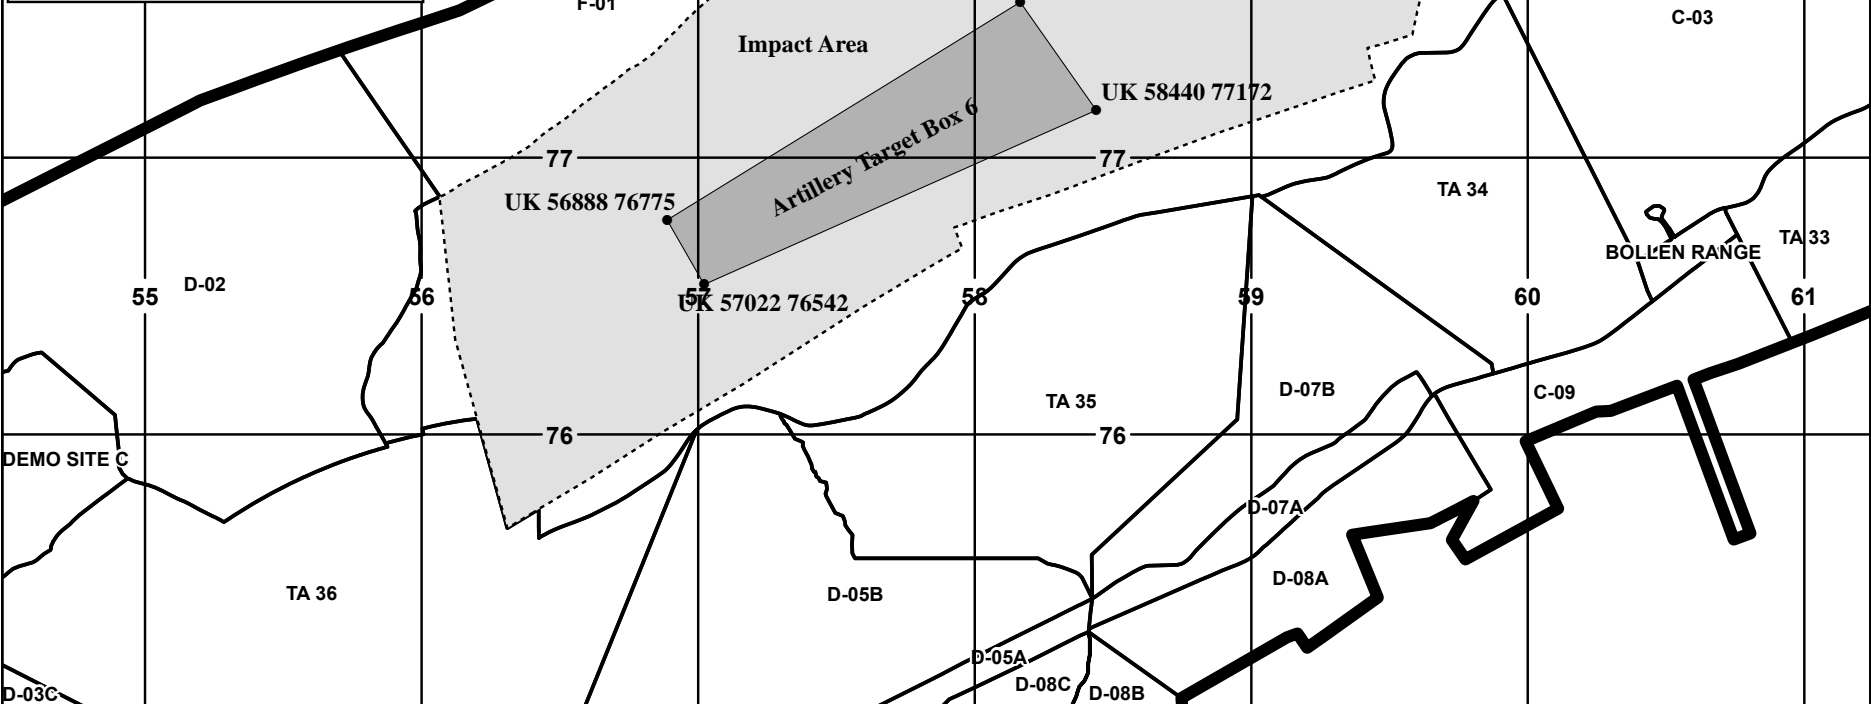 F-01
C-03
Impact Area
UK 58440 77172
Artillery Target Box 6
77
77
UK 56888 76775
TA 34
TA 33
BOLLEN RANGE
D-02
55
56
57
58
59
60
61
UK 57022 76542
D-07B
C-09
TA 35
76
76
DEMO SITE C
D-07A
D-08A
TA 36
D-05B
D-05A
D-08C
D-08B
D-03C